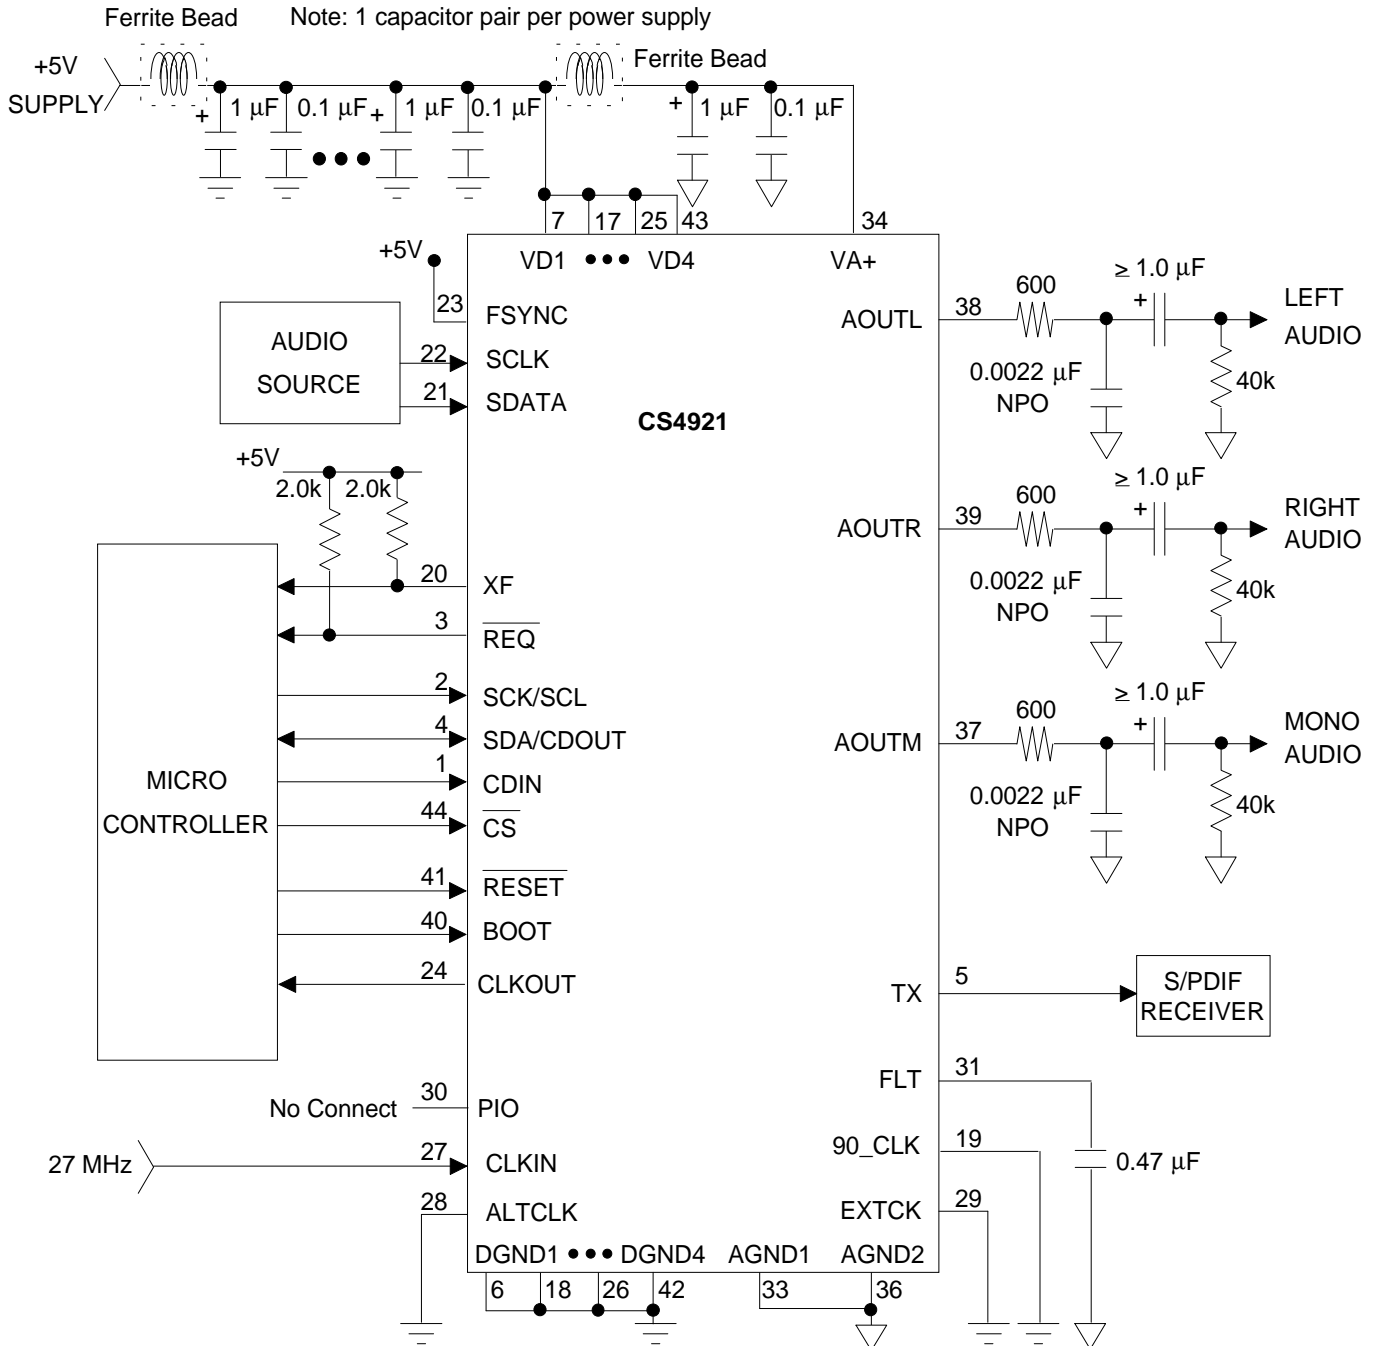 Ferrite Bead
Note: 1 capacitor pair per power supply
+5V
SUPPLY
Ferrite Bead
+ 1 µF
0.1 µF
+ 1 µF
0.1 µF
+ 1 µF
0.1 µF
7
17
25
43
34
VD1 ••• VD4
VA+
+5V
23
FSYNC
AUDIO
SOURCE
22
SCLK
21
SDATA
CS4921
AOUTL
38
600
≥ 1.0 µF
+
LEFT
AUDIO
0.0022 µF
NPO
40k
+5V
2.0k
2.0k
AOUTR
39
600
≥ 1.0 µF
+
RIGHT
AUDIO
0.0022 µF
NPO
40k
MICRO
CONTROLLER
20
XF
3
REQ
2
SCK/SCL
4
SDA/CDOUT
1
CDIN
44
CS
41
RESET
40
BOOT
24
CLKOUT
AOUTM
37
600
≥ 1.0 µF
+
MONO
AUDIO
0.0022 µF
NPO
40k
TX
5
S/PDIF
RECEIVER
FLT
31
0.47 µF
90_CLK
19
EXTCK
29
No Connect
30
PIO
27 MHz
27
CLKIN
28
ALTCLK
DGND1 ••• DGND4
AGND1
AGND2
6
18
26
42
33
36